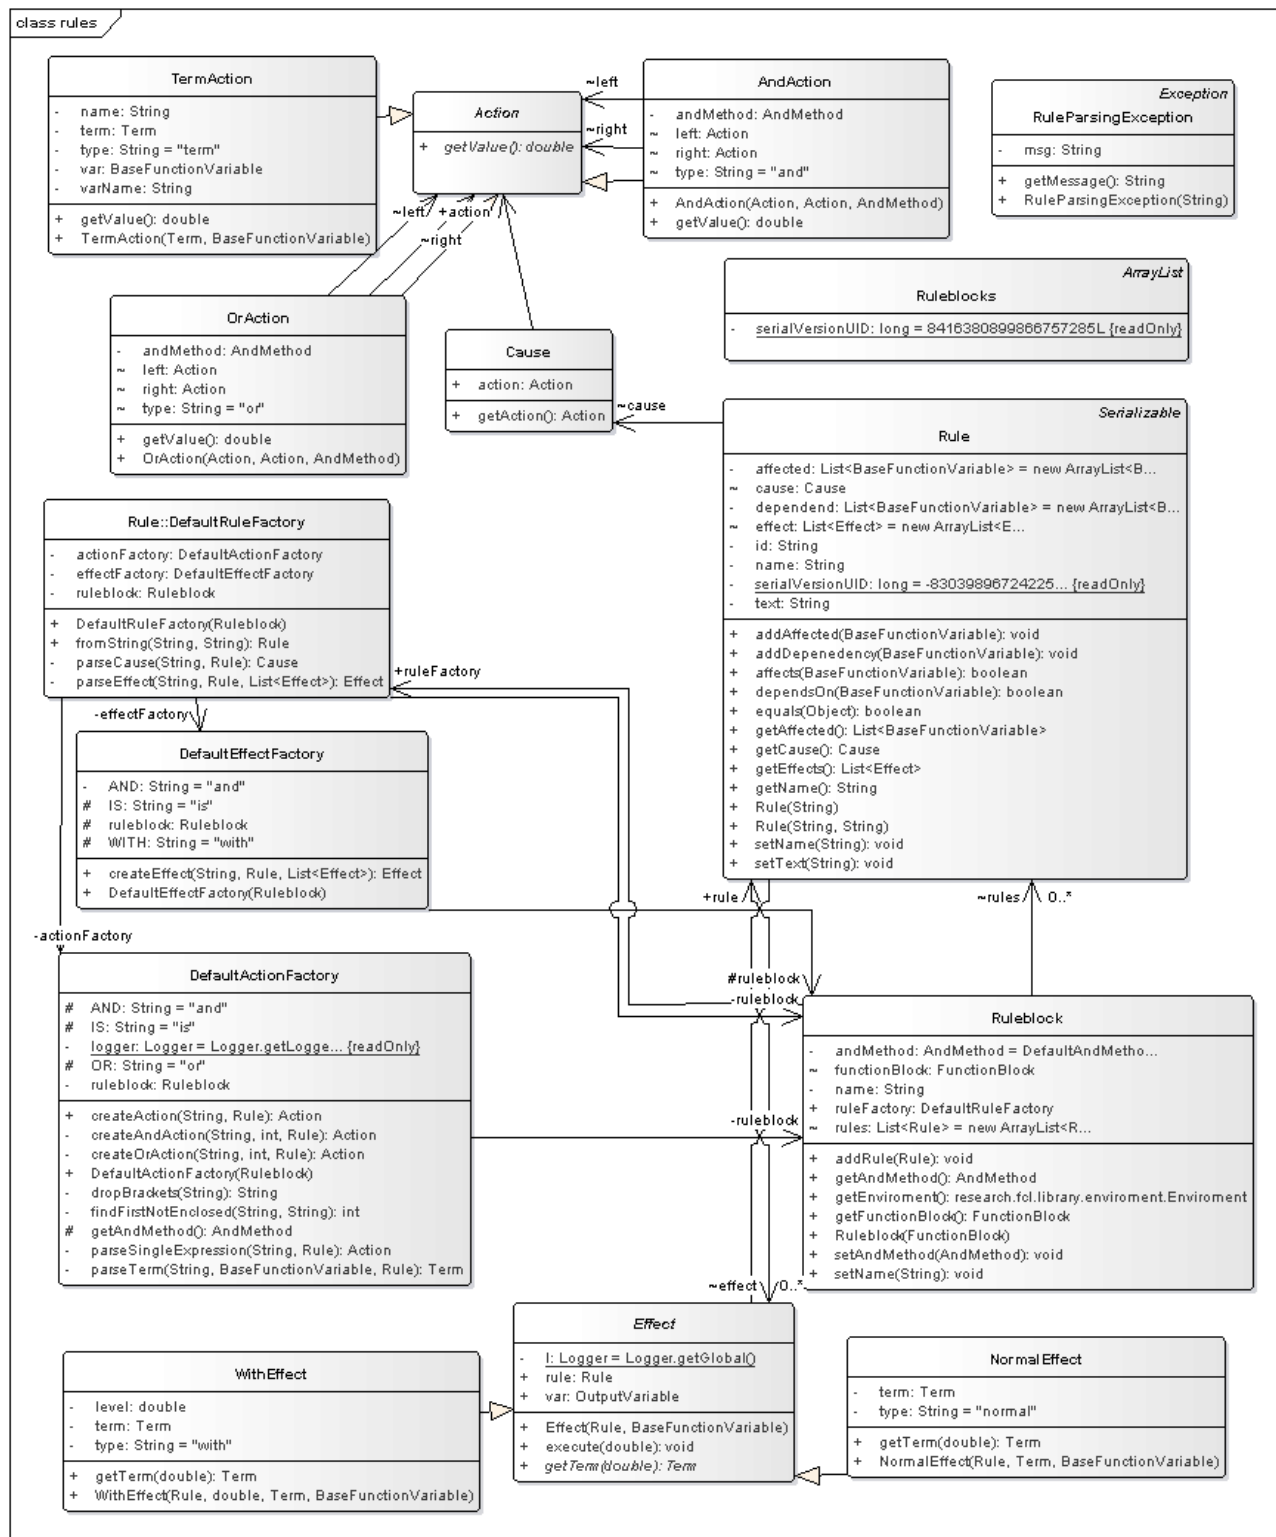 class rules
TermAction
- name: String
- term: Term
- type: String = "term"
- var: BaseFunctionVariable
- varName: String
+ getValue(): double
+ TermAction(Term, BaseFunctionVariable)
Action
+ getValue(): double
~left
~right
AndAction
- andMethod: AndMethod
~ left: Action
~ right: Action
~ type: String = "and"
+ AndAction(Action, Action, AndMethod)
+ getValue(): double
Exception
RuleParsingException
- msg: String
+ getMessage(): String
+ RuleParsingException(String)
~left
+action
~right
OrAction
- andMethod: AndMethod
~ left: Action
~ right: Action
~ type: String = "or"
+ getValue(): double
+ OrAction(Action, Action, AndMethod)
Cause
+ action: Action
+ getAction(): Action
~cause
ArrayList
Ruleblocks
- serialVersionUID: long = 8416380899866757285L {readOnly}
Serializable
Rule
- affected: List<BaseFunctionVariable> = new ArrayList<B...
~ cause: Cause
- dependend: List<BaseFunctionVariable> = new ArrayList<B...
~ effect: List<Effect> = new ArrayList<E...
- id: String
- name: String
- serialVersionUID: long = -83039896724225... {readOnly}
- text: String
+ addAffected(BaseFunctionVariable): void
+ addDepenedency(BaseFunctionVariable): void
+ affects(BaseFunctionVariable): boolean
+ dependsOn(BaseFunctionVariable): boolean
+ equals(Object): boolean
+ getAffected(): List<BaseFunctionVariable>
+ getCause(): Cause
+ getEffects(): List<Effect>
+ getName(): String
+ Rule(String)
+ Rule(String, String)
+ setName(String): void
+ setText(String): void
Rule::DefaultRuleFactory
- actionFactory: DefaultActionFactory
- effectFactory: DefaultEffectFactory
- ruleblock: Ruleblock
+ DefaultRuleFactory(Ruleblock)
+ fromString(String, String): Rule
- parseCause(String, Rule): Cause
- parseEffect(String, Rule, List<Effect>): Effect
+ruleFactory
-effectFactory
DefaultEffectFactory
- AND: String = "and"
# IS: String = "is"
# ruleblock: Ruleblock
# WITH: String = "with"
+ createEffect(String, Rule, List<Effect>): Effect
+ DefaultEffectFactory(Ruleblock)
+rule
~rules
0..*
-actionFactory
DefaultActionFactory
# AND: String = "and"
# IS: String = "is"
- logger: Logger = Logger.getLogge... {readOnly}
# OR: String = "or"
- ruleblock: Ruleblock
+ createAction(String, Rule): Action
- createAndAction(String, int, Rule): Action
- createOrAction(String, int, Rule): Action
+ DefaultActionFactory(Ruleblock)
- dropBrackets(String): String
- findFirstNotEnclosed(String, String): int
# getAndMethod(): AndMethod
- parseSingleExpression(String, Rule): Action
- parseTerm(String, BaseFunctionVariable, Rule): Term
#ruleblock
-ruleblock
-ruleblock
Ruleblock
- andMethod: AndMethod = DefaultAndMetho...
~ functionBlock: FunctionBlock
- name: String
+ ruleFactory: DefaultRuleFactory
~ rules: List<Rule> = new ArrayList<R...
+ addRule(Rule): void
+ getAndMethod(): AndMethod
+ getEnviroment(): research.fcl.library.enviroment.Enviroment
+ getFunctionBlock(): FunctionBlock
+ Ruleblock(FunctionBlock)
+ setAndMethod(AndMethod): void
+ setName(String): void
~effect
0..*
Effect
- l: Logger = Logger.getGlobal()
+ rule: Rule
+ var: OutputVariable
+ Effect(Rule, BaseFunctionVariable)
+ execute(double): void
+ getTerm(double): Term
WithEffect
- level: double
- term: Term
- type: String = "with"
+ getTerm(double): Term
+ WithEffect(Rule, double, Term, BaseFunctionVariable)
NormalEffect
- term: Term
- type: String = "normal"
+ getTerm(double): Term
+ NormalEffect(Rule, Term, BaseFunctionVariable)